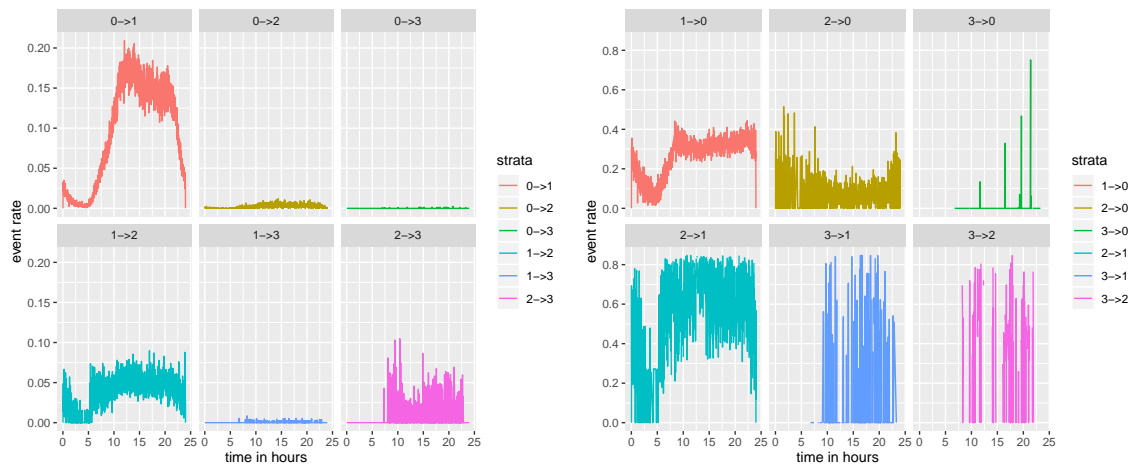 0−>1 0−>2 0−>3
0.20
0.15
0.10
0.05
0.00
1−>2 1−>3 2−>3
0.20
0.15
0.10
0.05
0.00
0 5 10 15 20 25 0 5 10 15 20 25 0 5 10 15 20 25
time in hours
event rate
strata
0−>1
0−>2
0−>3
1−>2
1−>3
2−>3
1−>0 2−>0 3−>0
0.8
0.6
0.4
0.2
0.0
2−>1 3−>1 3−>2
0.8
0.6
0.4
0.2
0.0
0 5 10 15 20 25 0 5 10 15 20 25 0 5 10 15 20 25
time in hours
event rate
strata
1−>0
2−>0
3−>0
2−>1
3−>1
3−>2